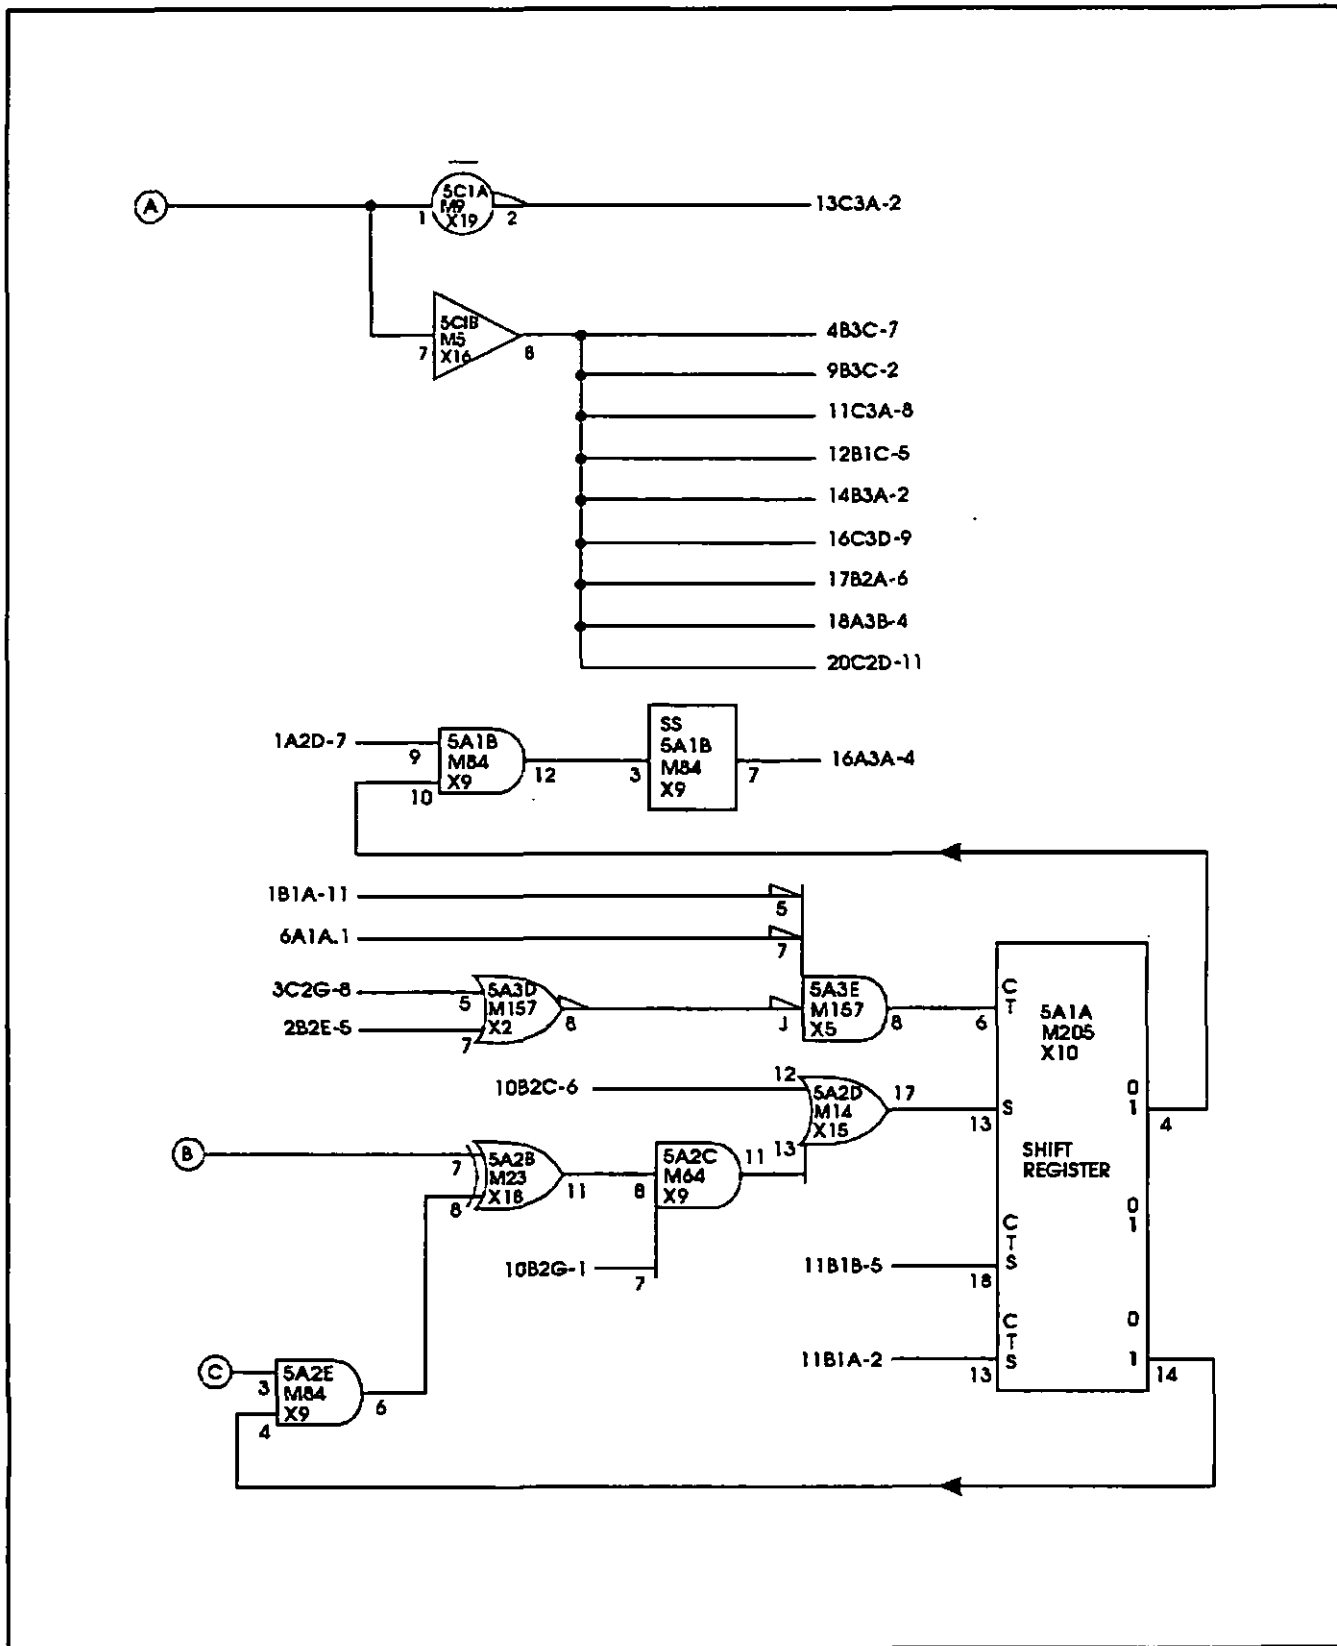 A
5C1A
M9
X19
1
2
13C3A-2
5C1B
M5
X16
7
8
4B3C-7
9B3C-2
11C3A-8
12B1C-5
14B3A-2
16C3D-9
17B2A-6
18A3B-4
20C2D-11
1A2D-7
9
10
5A1B
M84
X9
12
3
SS
5A1B
M84
X9
7
16A3A-4
1B1A-11
5
6A1A.1
7
3C2G-8
5
2B2E-5
7
5A3D
M157
X2
8
J
5A3E
M157
X5
8
6
C
T
5A1A
M205
X10
10B2C-6
12
13
5A2D
M14
X15
17
13
S
0
1
4
SHIFT
REGISTER
B
7
8
5A2B
M23
X18
11
8
5A2C
M64
X9
11
10B2G-1
7
0
1
C
T
S
11B1B-5
18
C
T
S
0
1
11B1A-2
13
14
C
3
4
5A2E
M84
X9
6